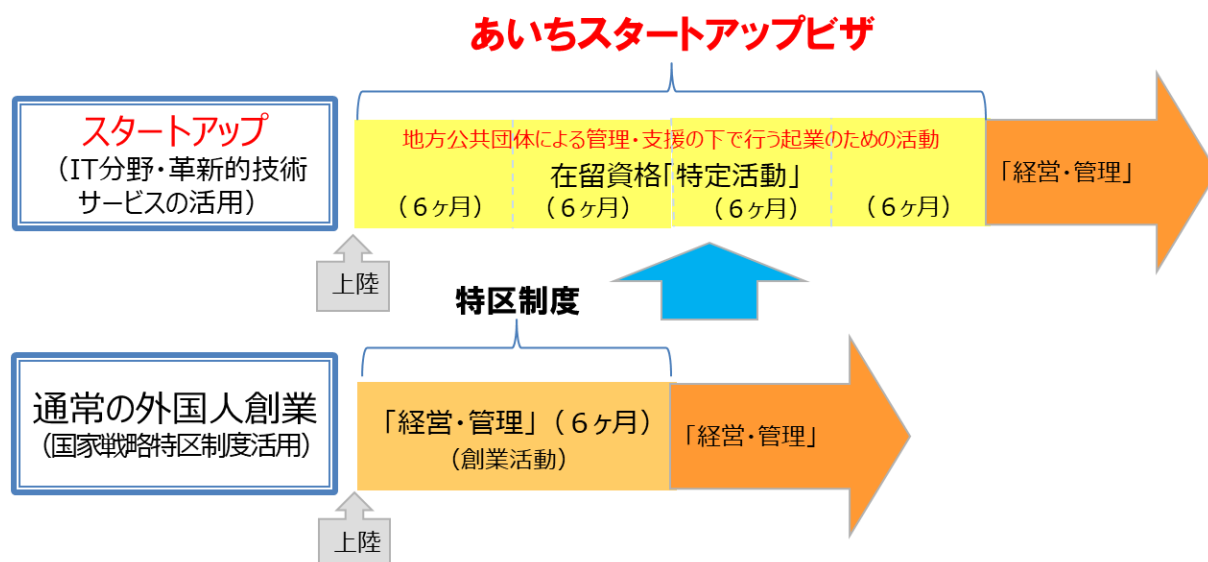 あいちスタートアップビザ
スタートアップ
（IT分野・革新的技術
サービスの活用）
地方公共団体による管理・支援の下で行う起業のための活動
在留資格「特定活動」
（６ヶ月）
（６ヶ月）
（６ヶ月）
（６ヶ月）
「経営・管理」
上陸
特区制度
通常の外国人創業
（国家戦略特区制度活用）
「経営・管理」（６ヶ月）
（創業活動）
「経営・管理」
上陸